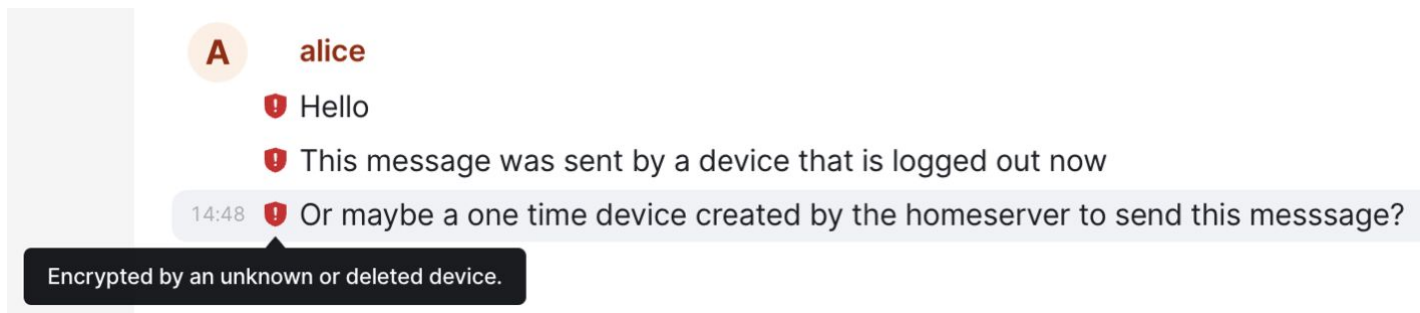 A
alice
Hello
This message was sent by a device that is logged out now
14:48 Or maybe a one time device created by the homeserver to send this messsage?
Encrypted by an unknown or deleted device.